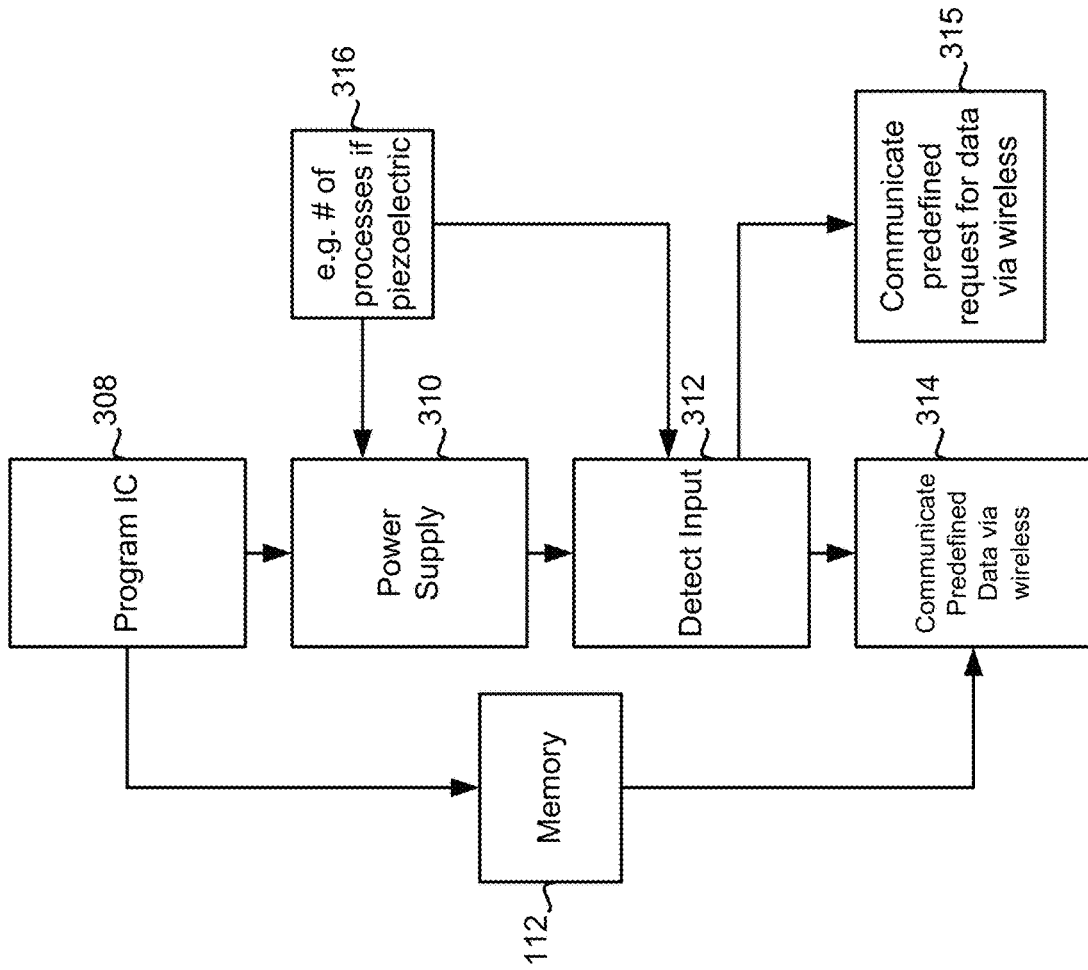 308
Program IC
316
e.g. # of
processes if
piezoelectric
310
Power
Supply
112
Memory
312
Detect Input
314
Communicate
Predefined
Data via
wireless
315
Communicate
predefined
request for data
via wireless